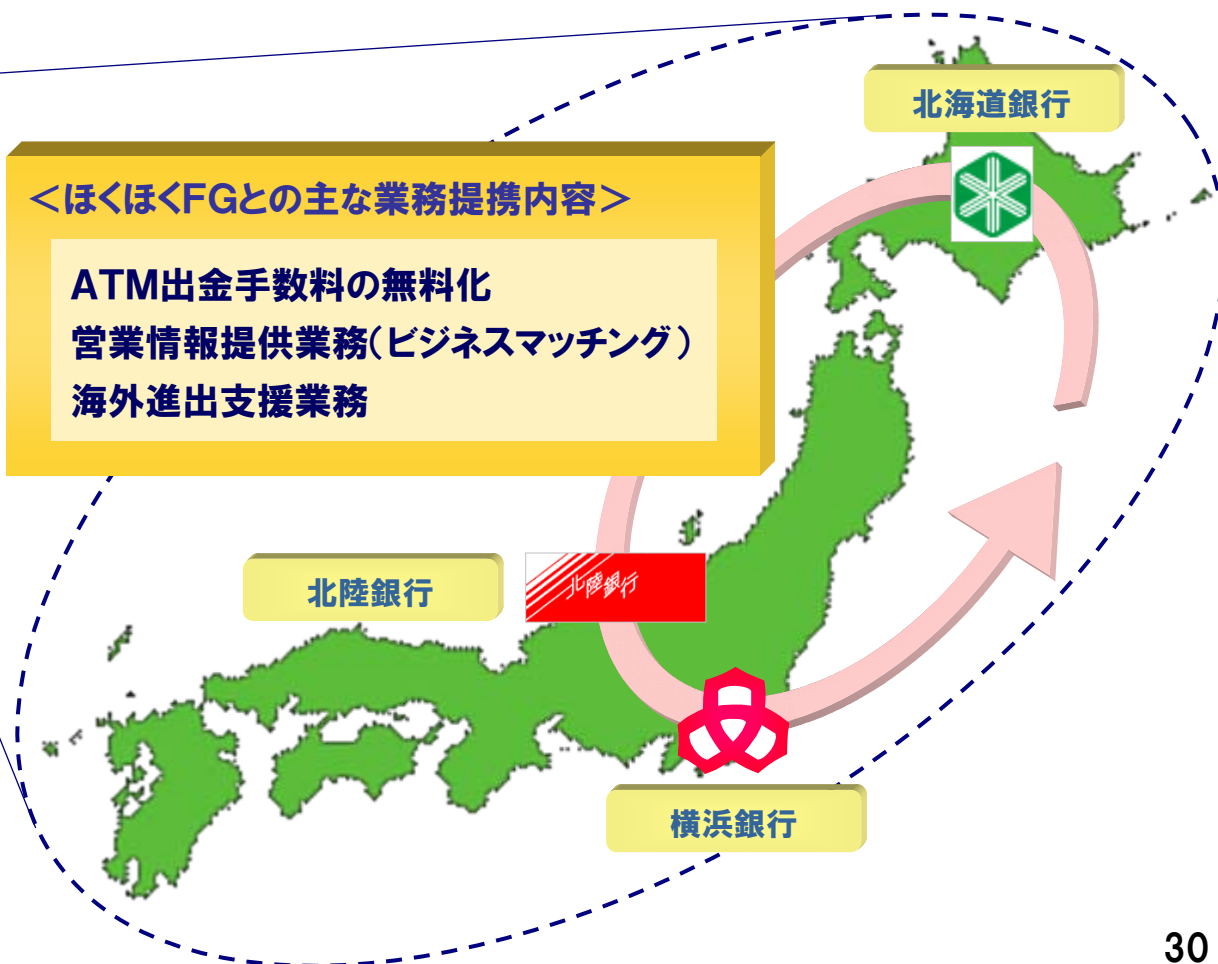 北海道銀行
＜ほくほくFGとの主な業務提携内容＞
ATM出金手数料の無料化
営業情報提供業務（ビジネスマッチング）
海外進出支援業務
北陸銀行
北陸銀行
横浜銀行
30